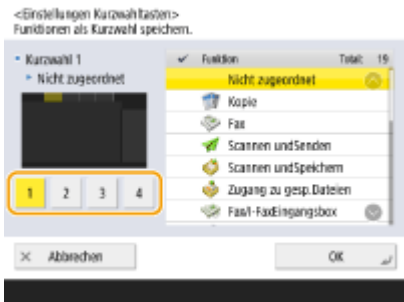 <Einstellungen Kurzwahltasten>
Funktionen als Kurzwahl speichern.
Kurzwahl 1
Nicht zugeordnet
1 2 3 4
Funktion Total: 19
Nicht zugeordnet
Kopie
Fax
Scannen undSenden
Scannen undSpeichern
Zugang zu gesp.Dateien
Fax/I-FaxEingangsbox
Abbrechen
OK